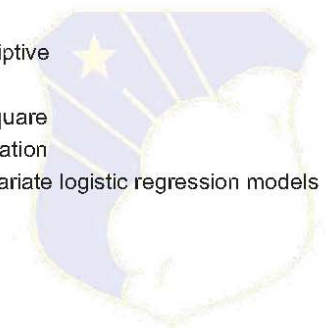 iptive
quare
ation
ariate logistic regression models